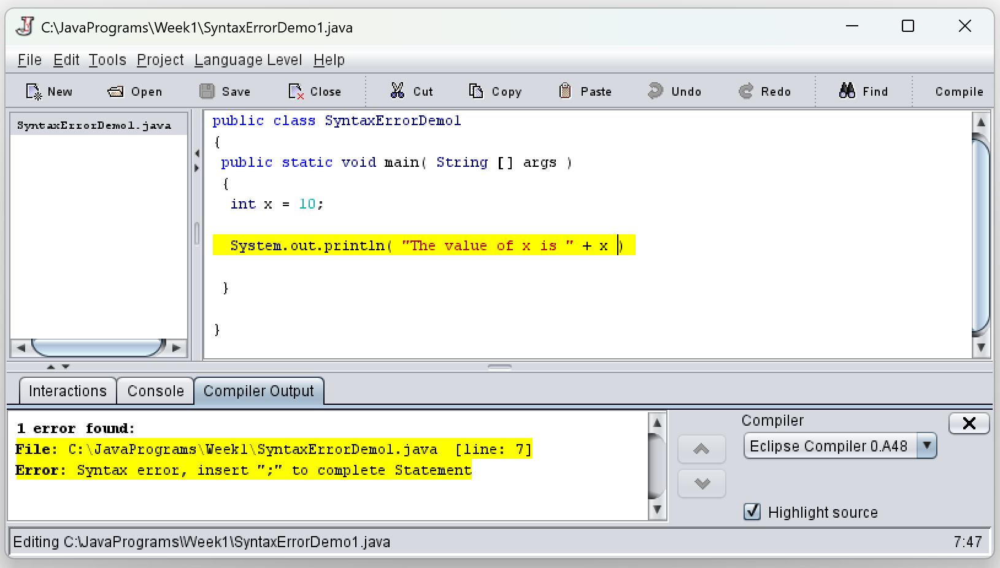 C:\JavaPrograms\Week1\SyntaxErrorDemo1.java
File Edit Tools Project Language Level Help
New Open Save Close Cut Copy Paste Undo Redo Find Compile
SyntaxErrorDemo1.java
public class SyntaxErrorDemo1
{
public static void main( String [] args )
{
int x = 10;
System.out.println( "The value of x is " + x )
}
}
Interactions Console Compiler Output
1 error found:
File: C:\JavaPrograms\Week1\SyntaxErrorDemo1.java [line: 7]
Error: Syntax error, insert ";" to complete Statement
Compiler
Eclipse Compiler 0.A48
Highlight source
Editing C:\JavaPrograms\Week1\SyntaxErrorDemo1.java 7:47